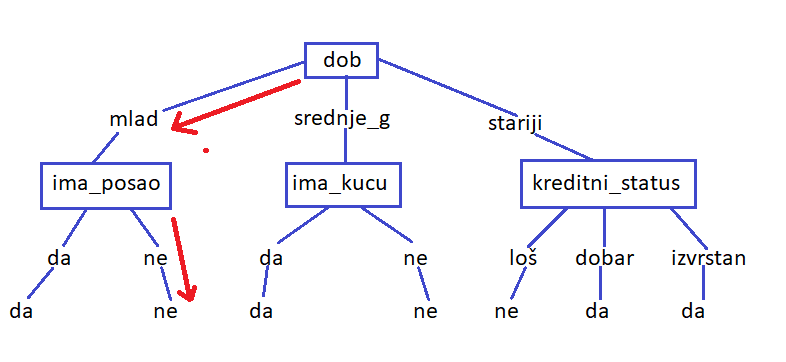 dob
mlad srednje_g stariji
ima_posao ima_kucu kreditni_status
da ne da ne loš dobar izvrstan
da ne da ne ne da da